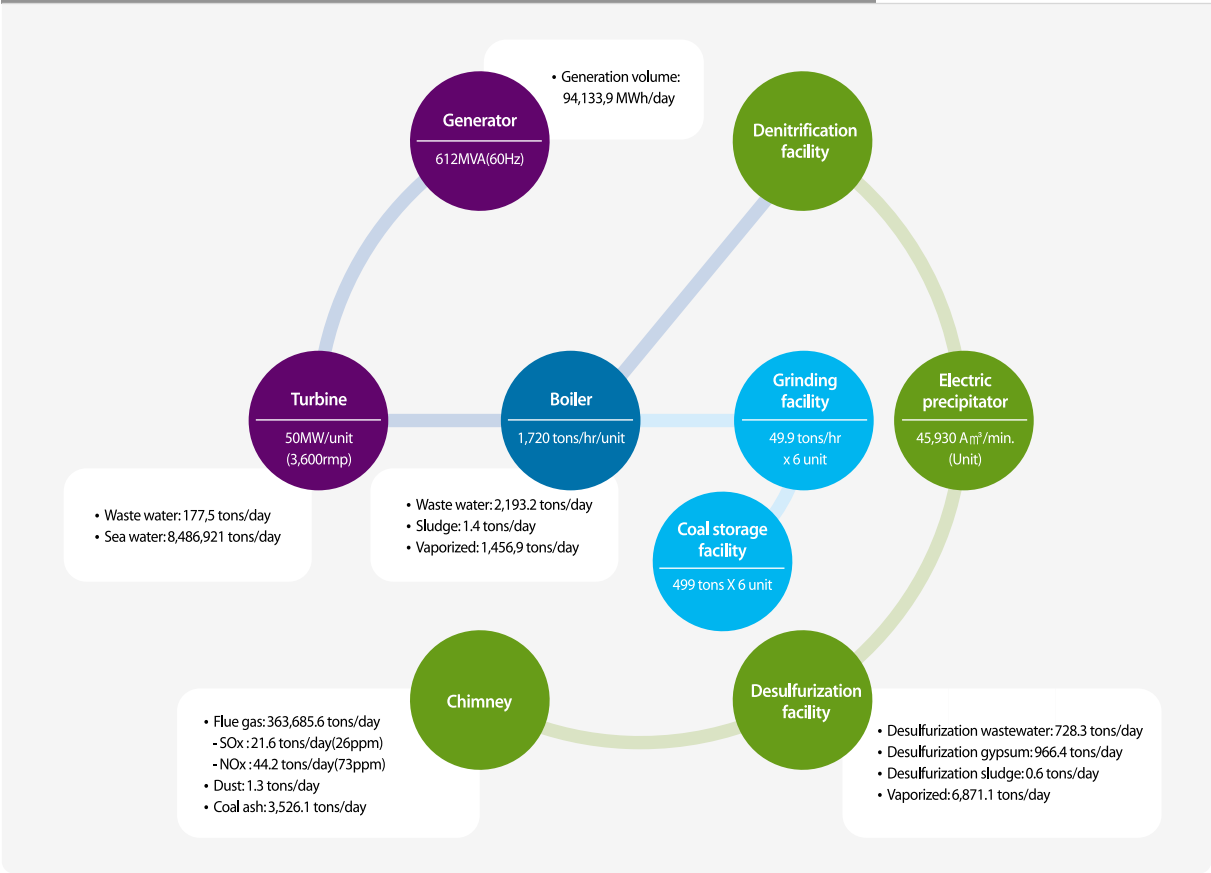 • Generation volume:
94,133,9 MWh/day
Generator
612MVA(60Hz)
Denitrification
facility
Turbine
50MW/unit
(3,600rmp)
Boiler
1,720 tons/hr/unit
Grinding
facility
49.9 tons/hr
x 6 unit
Electric
precipitator
45,930 A㎥/min.
(Unit)
• Waste water: 177,5 tons/day
• Sea water: 8,486,921 tons/day
• Waste water: 2,193.2 tons/day
• Sludge: 1.4 tons/day
• Vaporized: 1,456,9 tons/day
Coal storage
facility
499 tons X 6 unit
Chimney
Desulfurization
facility
• Flue gas: 363,685.6 tons/day
- SOx : 21.6 tons/day(26ppm)
- NOx : 44.2 tons/day(73ppm)
• Dust: 1.3 tons/day
• Coal ash: 3,526.1 tons/day
• Desulfurization wastewater: 728.3 tons/day
• Desulfurization gypsum: 966.4 tons/day
• Desulfurization sludge: 0.6 tons/day
• Vaporized: 6,871.1 tons/day